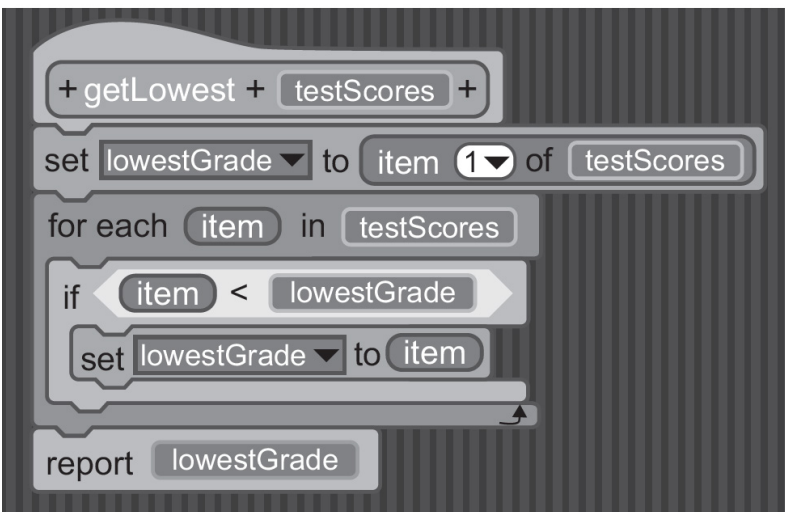 + getLowest + testScores +
set lowestGrade to item 1 of testScores
for each item in testScores
if item < lowestGrade
set lowestGrade to item
report lowestGrade